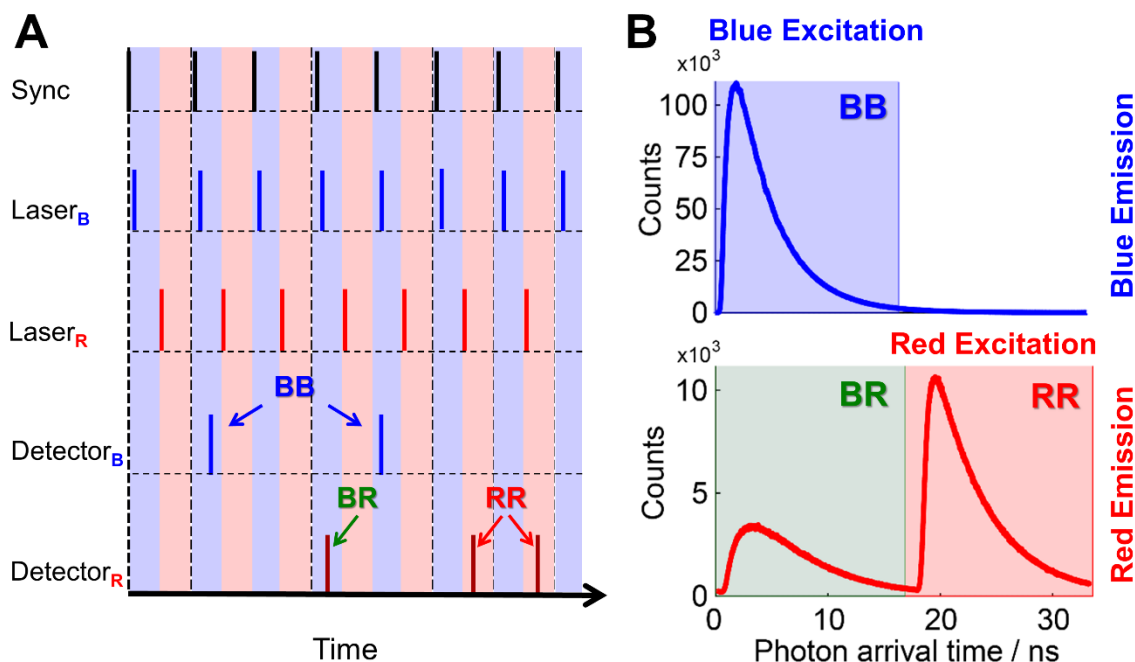 A
Sync
Laser_B
Laser_R
BB
Detector_B
BR
RR
Detector_R
Time
B
Blue Excitation
×10³
100
75
50
25
0
Counts
BB
Blue Emission
Red Excitation
×10³
10
5
0
Counts
BR
RR
Red Emission
0
10
20
30
Photon arrival time / ns